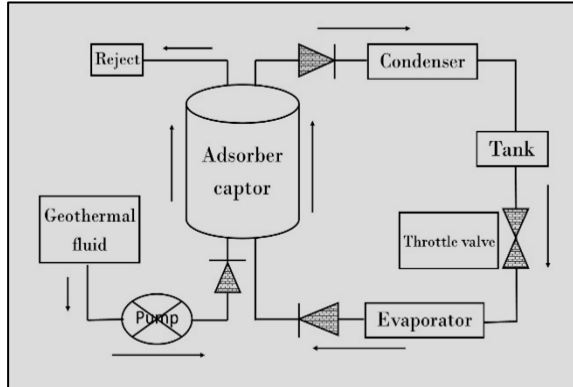 Reject
Condenser
Adsorber
captor
Tank
Geothermal
fluid
Throttle valve
Pump
Evaporator